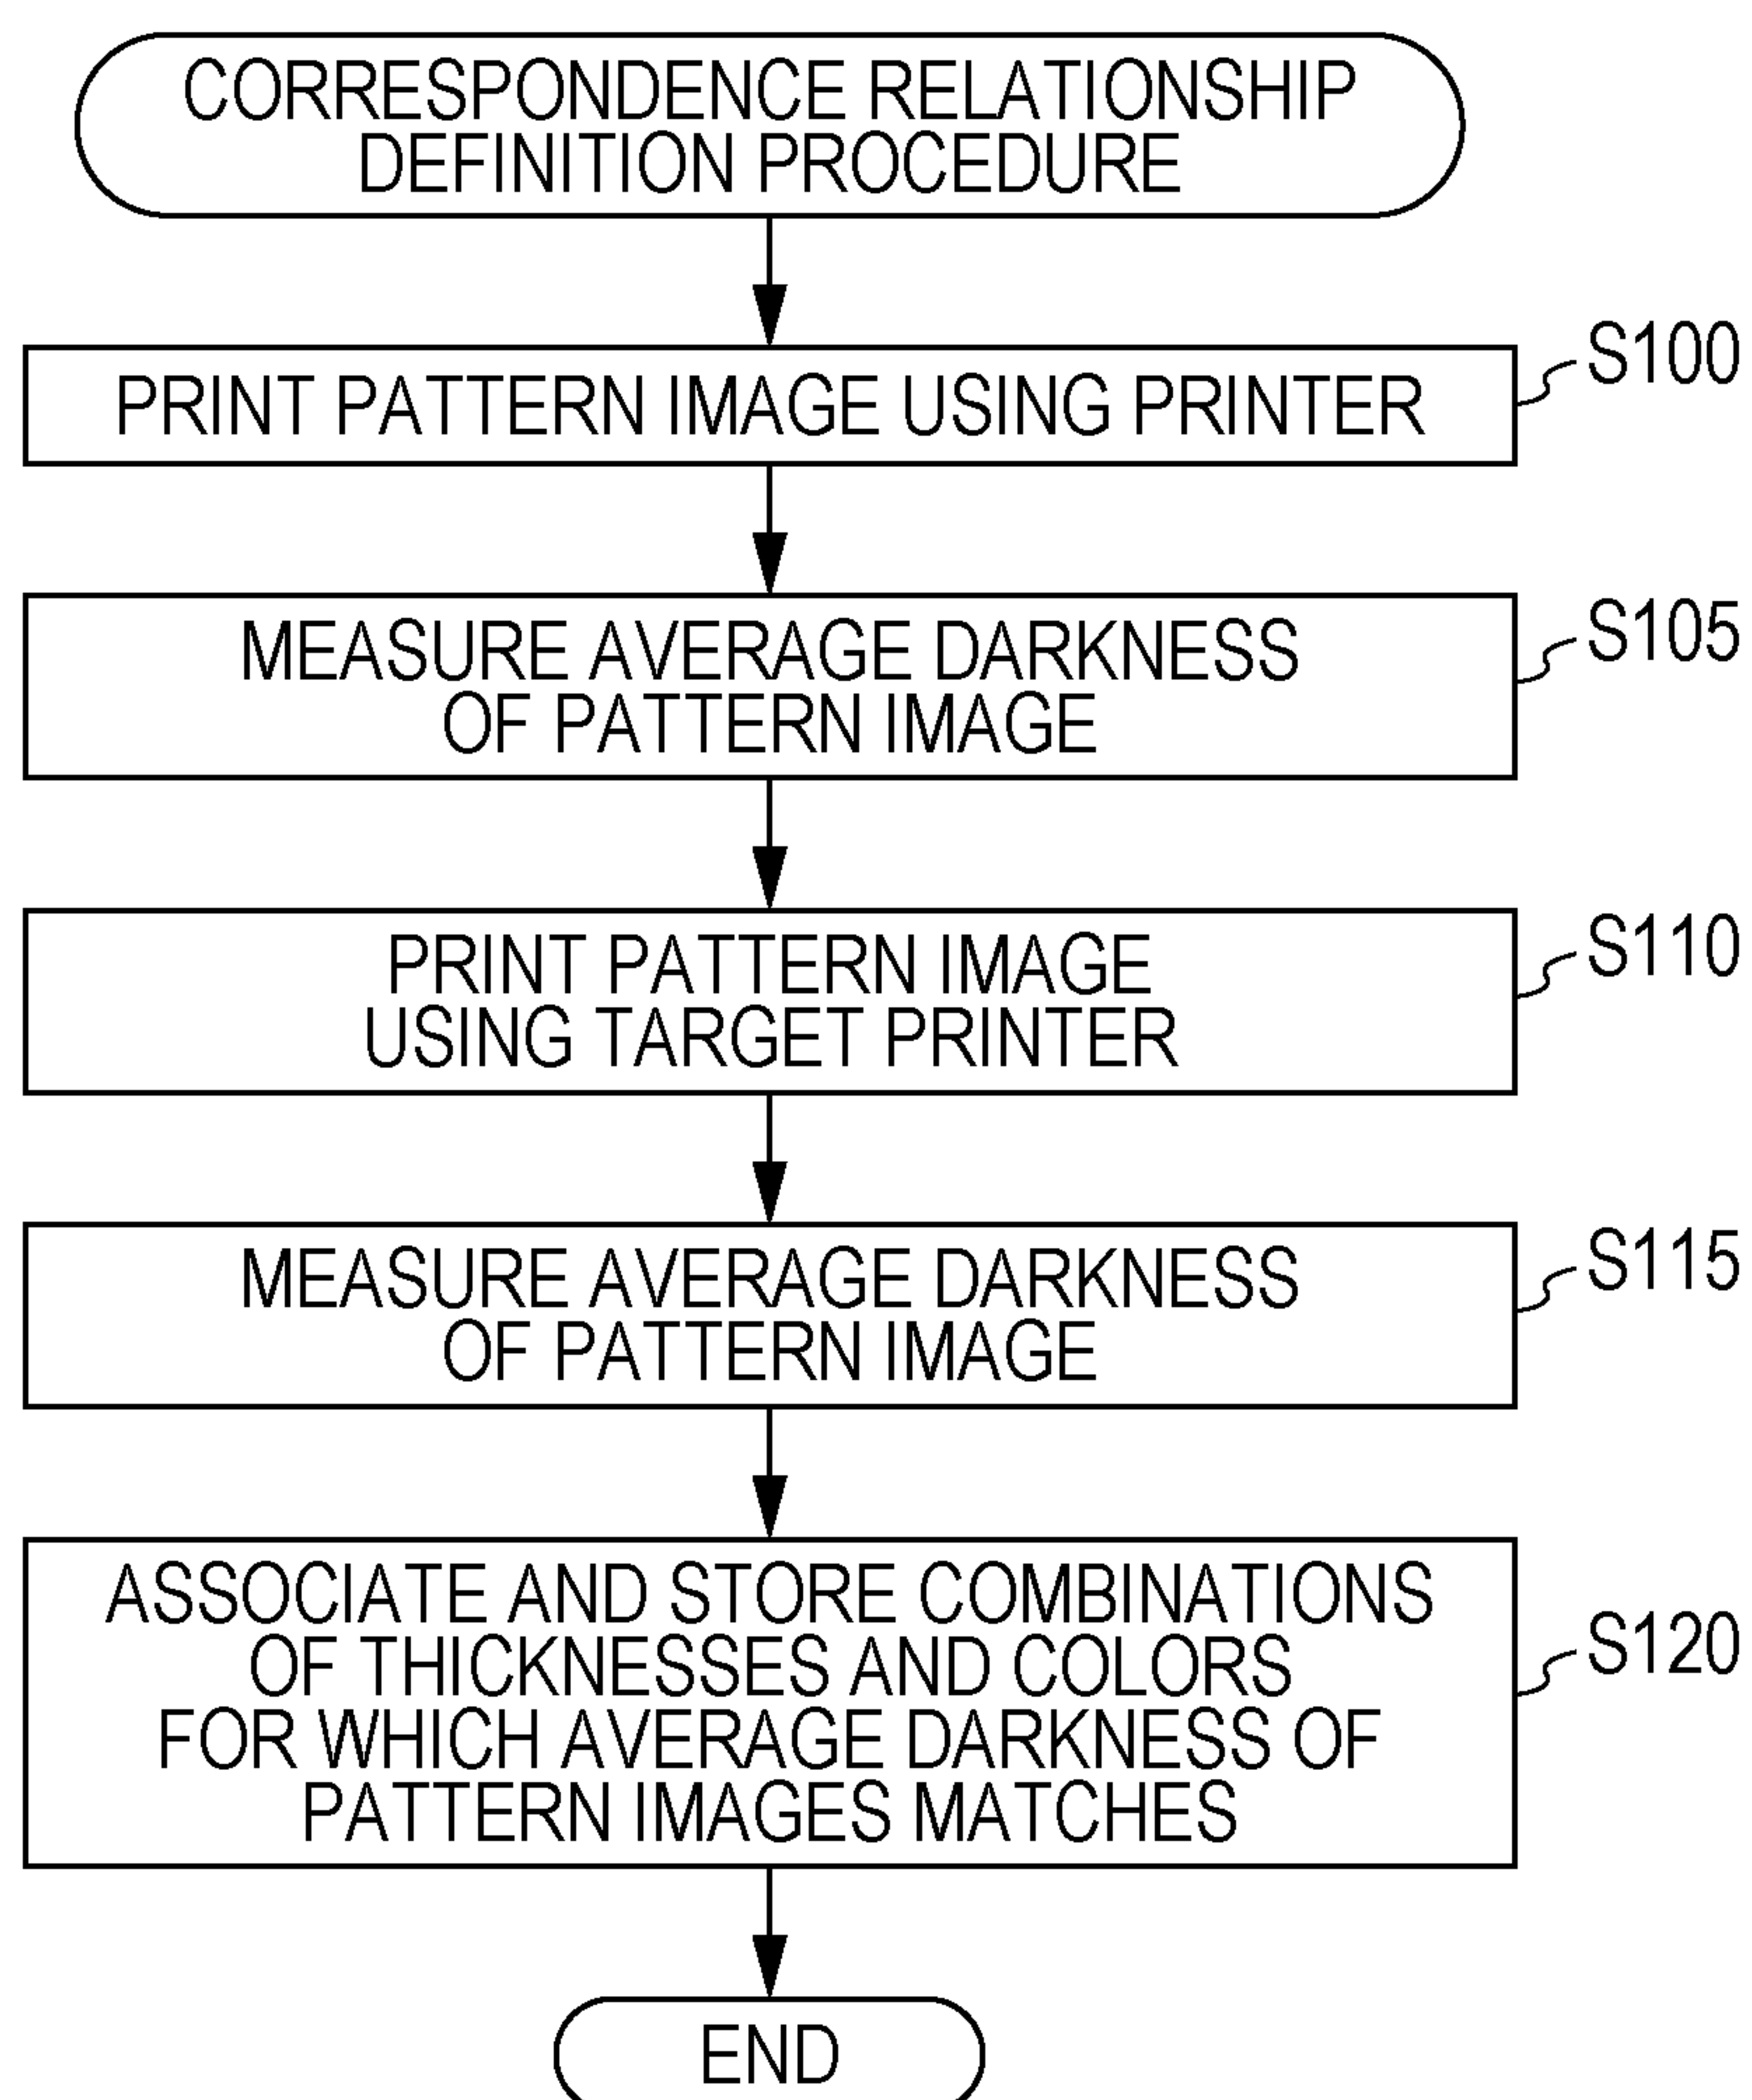 CORRESPONDENCE RELATIONSHIP
DEFINITION PROCEDURE
PRINT PATTERN IMAGE USING PRINTER
S100
MEASURE AVERAGE DARKNESS
OF PATTERN IMAGE
S105
PRINT PATTERN IMAGE
USING TARGET PRINTER
S110
MEASURE AVERAGE DARKNESS
OF PATTERN IMAGE
S115
ASSOCIATE AND STORE COMBINATIONS
OF THICKNESSES AND COLORS
FOR WHICH AVERAGE DARKNESS OF
PATTERN IMAGES MATCHES
S120
END